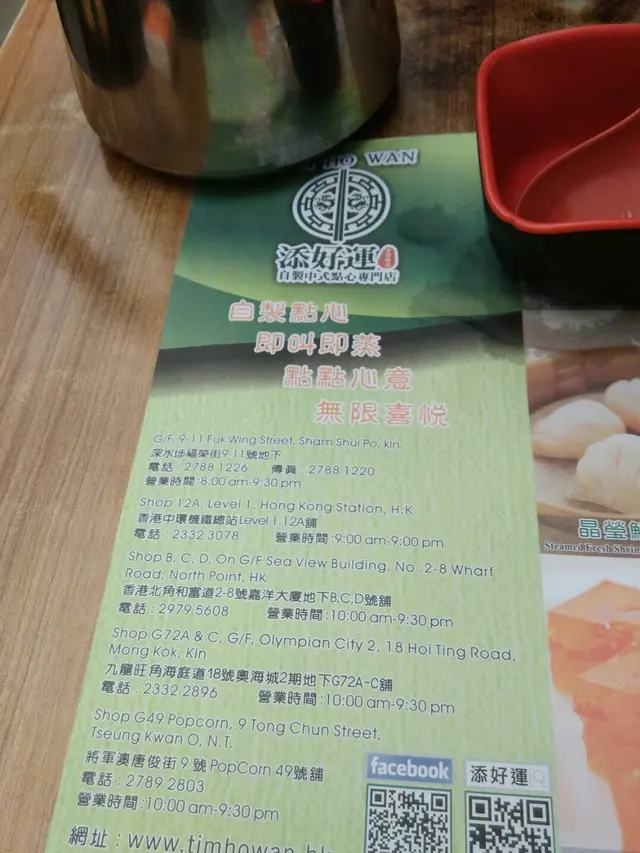 HO WAN
添好運
自製中式點心專門店
自製點心
即叫即蒸
點點心意
無限喜悅
G/F, 9-11 Fuk Wing Street, Sham Shui Po, kln.
深水埗福榮街9-11號地下
電話：2788 1226 傳真：2788 1220
營業時間:8:00 am-9:30 pm
Shop 12A, Level 1, Hong Kong Station, H.K
香港中環機鐵總站Level 1,12A舖
電話：2332 3078 營業時間:9:00 am-9:00 pm
Shop B, C, D, On G/F Sea View Building, No .2-8 Wharf
Road, North Point, HK
香港北角和富道2-8號嘉洋大廈地下B,C,D號舖
電話：2979 5608 營業時間:10:00 am-9:30 pm
Shop G72A & C, G/F, Olympian City 2, 18 Hoi Ting Road,
Mong Kok, Kln
九龍旺角海庭道18號奧海城2期地下G72A-C舖
電話：2332 2896 營業時間:10:00 am-9:30 pm
Shop G49 Popcorn, 9 Tong Chun Street,
Tseung Kwan O, N.T.
將軍澳唐俊街9號PopCorn 49號舖
電話：2789 2803
營業時間:10:00 am-9:30 pm
網址：www.timhowan.hk
facebook
添好運
晶瑩鮮
Steamed Fresh Shrim